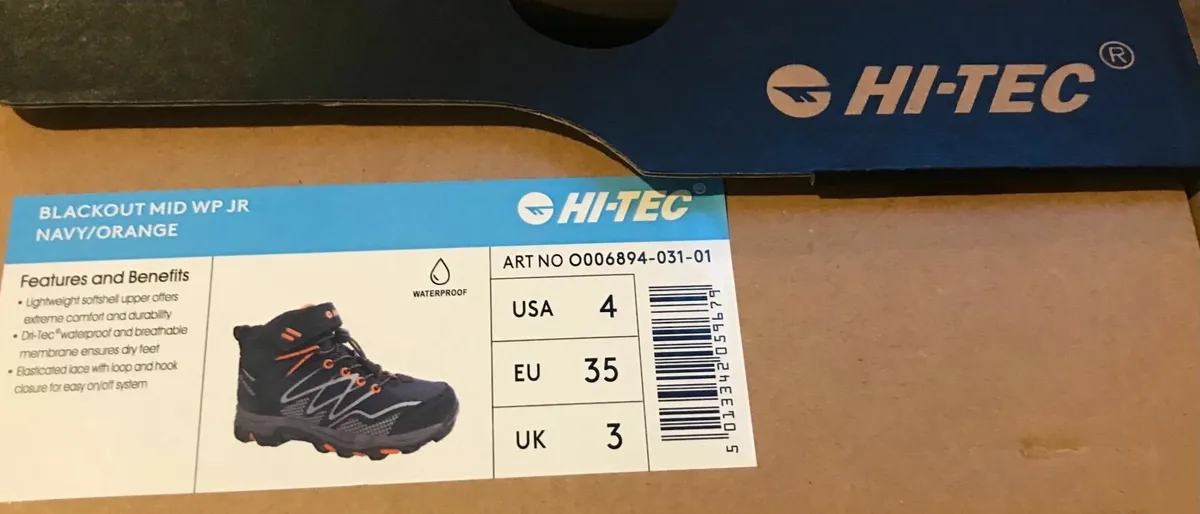 HI-TEC®
BLACKOUT MID WP JR
NAVY/ORANGE
HI-TEC®
Features and Benefits
• Lightweight softshell upper offers
extreme comfort and durability
• Dri-Tec® waterproof and breathable
membrane ensures dry feet
• Elasticated lace with loop and hook
closure for easy on/off system
WATERPROOF
ART NO O006894-031-01
USA 4
EU 35
UK 3
5013342059679